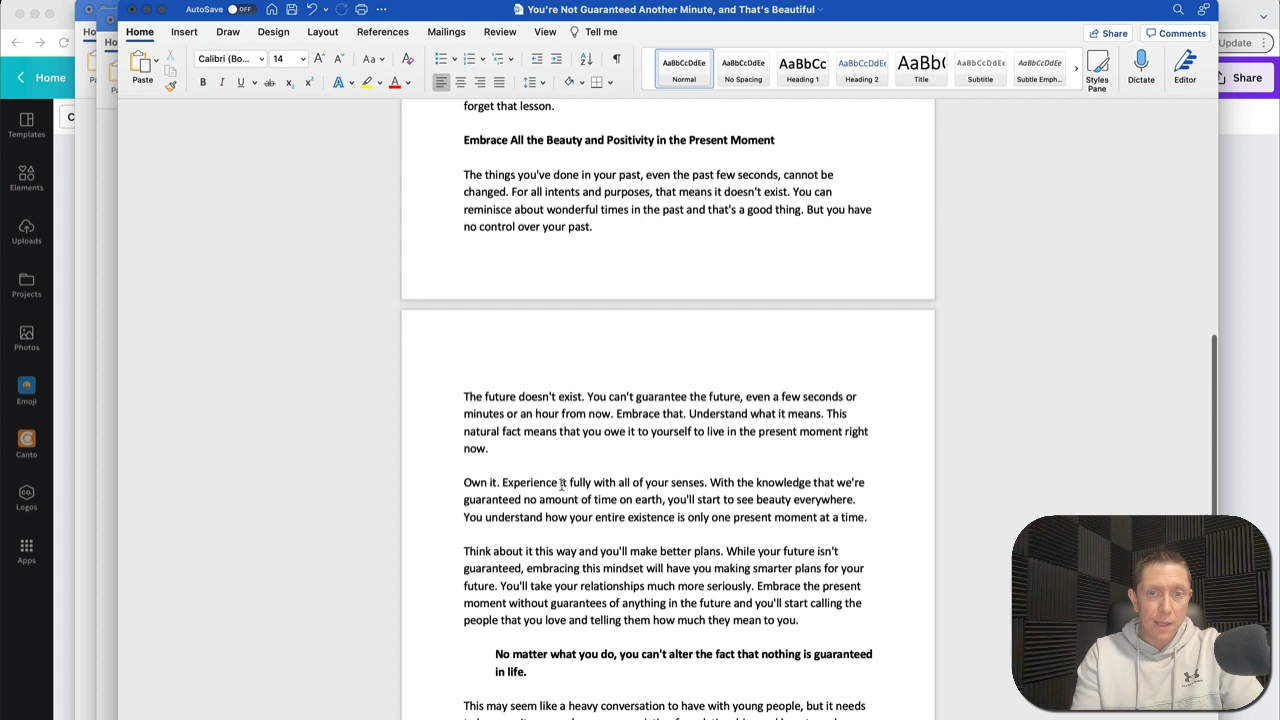 AutoSave OFF
You're Not Guaranteed Another Minute, and That's Beautiful
Home Insert Draw Design Layout References Mailings Review View Tell me
Share Comments
Update
Home
Share
Paste
Calibri (Bo... 14
Aa
AaBbCcDdEe Normal
AaBbCcDdEe No Spacing
AaBbCc Heading 1
AaBbCcDdEe Heading 2
AaBb( Title
AaBbCcDdEe Subtitle
AaBbCcDdEe Subtle Emph...
Styles Pane
Dictate
Editor
Templates
Elements
Uploads
Projects
Photos
Emoji
Canto
CO.
Logos
Apps
forget that lesson.
Embrace All the Beauty and Positivity in the Present Moment
The things you've done in your past, even the past few seconds, cannot be
changed. For all intents and purposes, that means it doesn't exist. You can
reminisce about wonderful times in the past and that's a good thing. But you have
no control over your past.
The future doesn't exist. You can't guarantee the future, even a few seconds or
minutes or an hour from now. Embrace that. Understand what it means. This
natural fact means that you owe it to yourself to live in the present moment right
now.
Own it. Experience it fully with all of your senses. With the knowledge that we're
guaranteed no amount of time on earth, you'll start to see beauty everywhere.
You understand how your entire existence is only one present moment at a time.
Think about it this way and you'll make better plans. While your future isn't
guaranteed, embracing this mindset will have you making smarter plans for your
future. You'll take your relationships much more seriously. Embrace the present
moment without guarantees of anything in the future and you'll start calling the
people that you love and telling them how much they mean to you.
No matter what you do, you can't alter the fact that nothing is guaranteed
in life.
This may seem like a heavy conversation to have with young people, but it needs